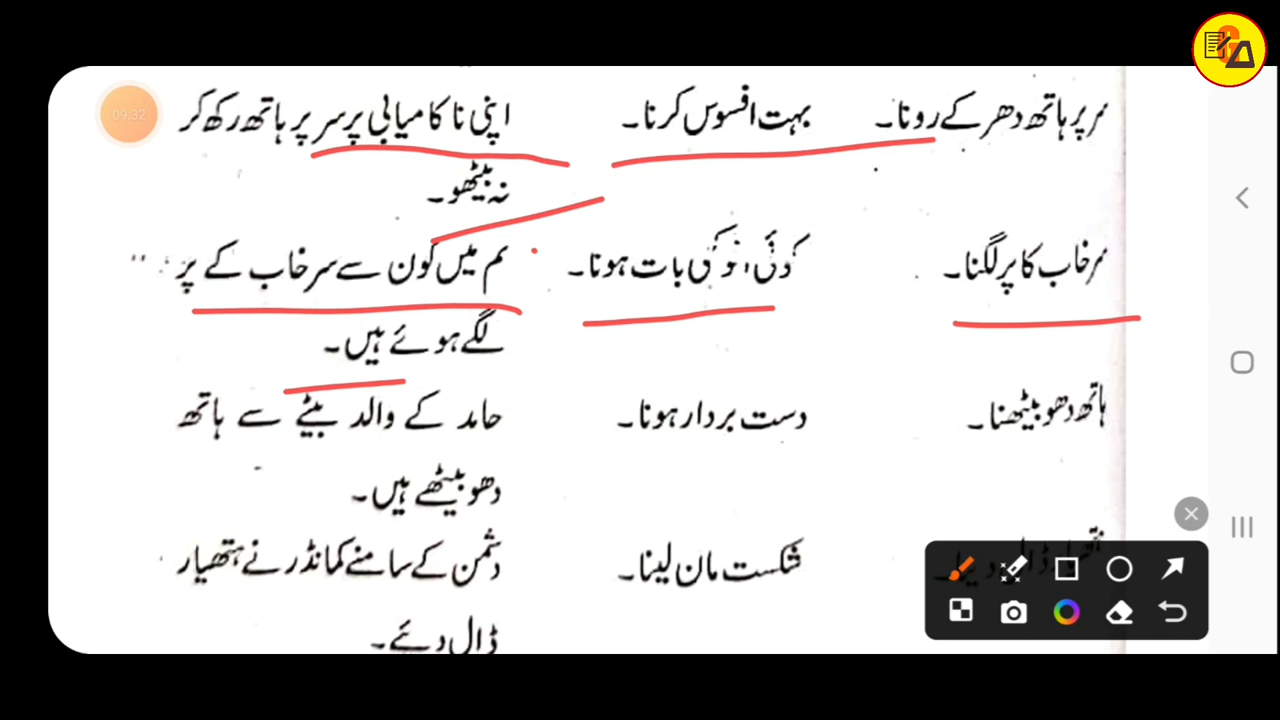 سر پر ہاتھ دھر کے رونا۔ بہت افسوس کرنا۔ اپنی ناکامیابی پر سر پر ہاتھ رکھ کر
نہ بیٹھو۔
سرخاب کا پر لگنا۔ کوئی انوکھی بات ہونا۔ تم میں کون سے سرخاب کے پر
لگے ہوئے ہیں۔
ہاتھ دھو بیٹھنا۔ دست بردار ہونا۔ حامد کے والد بیٹے سے ہاتھ
دھو بیٹھے ہیں۔
شکست مان لینا۔ دشمن کے سامنے کمانڈر نے ہتھیار
ڈال دئے۔
09:32